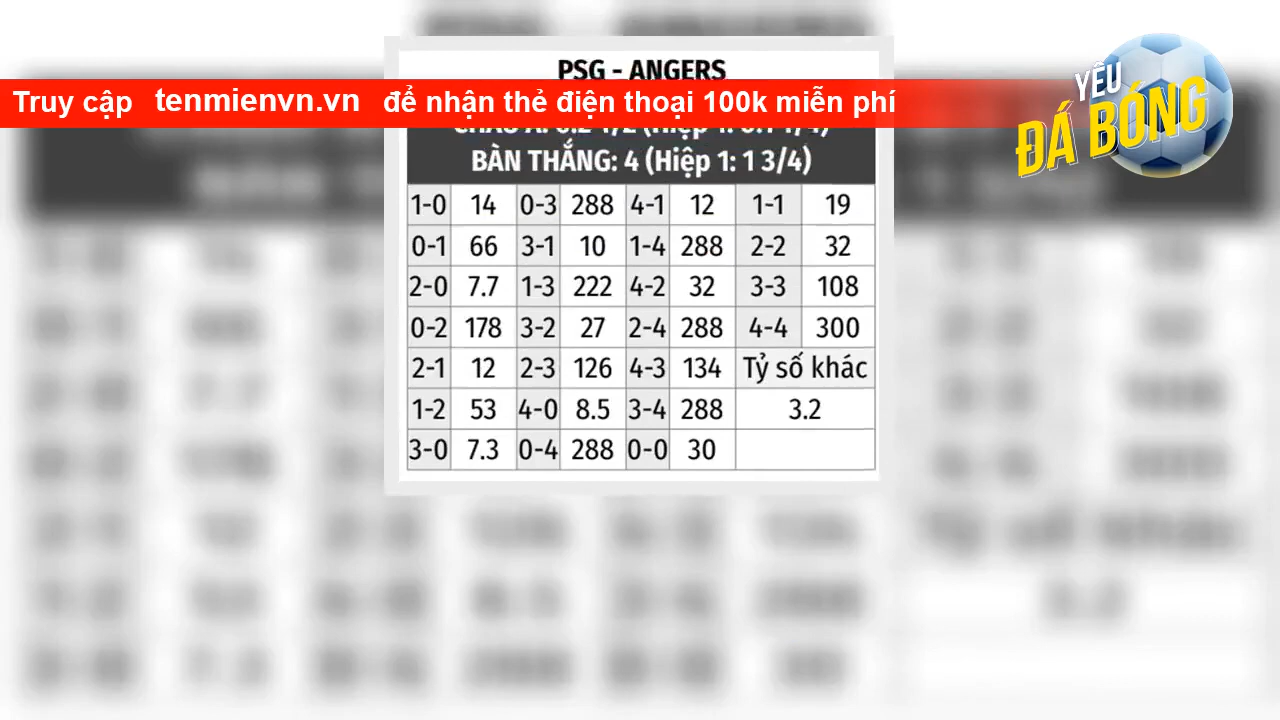 PSG - ANGERS
Truy cập tenmienvn.vn để nhận thẻ điện thoại 100k miễn phí
YÊU
ĐÁ BÓNG
BÀN THẮNG: 4 (Hiệp 1: 1 3/4)
1-0 14 0-3 288 4-1 12 1-1 19
0-1 66 3-1 10 1-4 288 2-2 32
2-0 7.7 1-3 222 4-2 32 3-3 108
0-2 178 3-2 27 2-4 288 4-4 300
2-1 12 2-3 126 4-3 134 Tỷ số khác
1-2 53 4-0 8.5 3-4 288 3.2
3-0 7.3 0-4 288 0-0 30